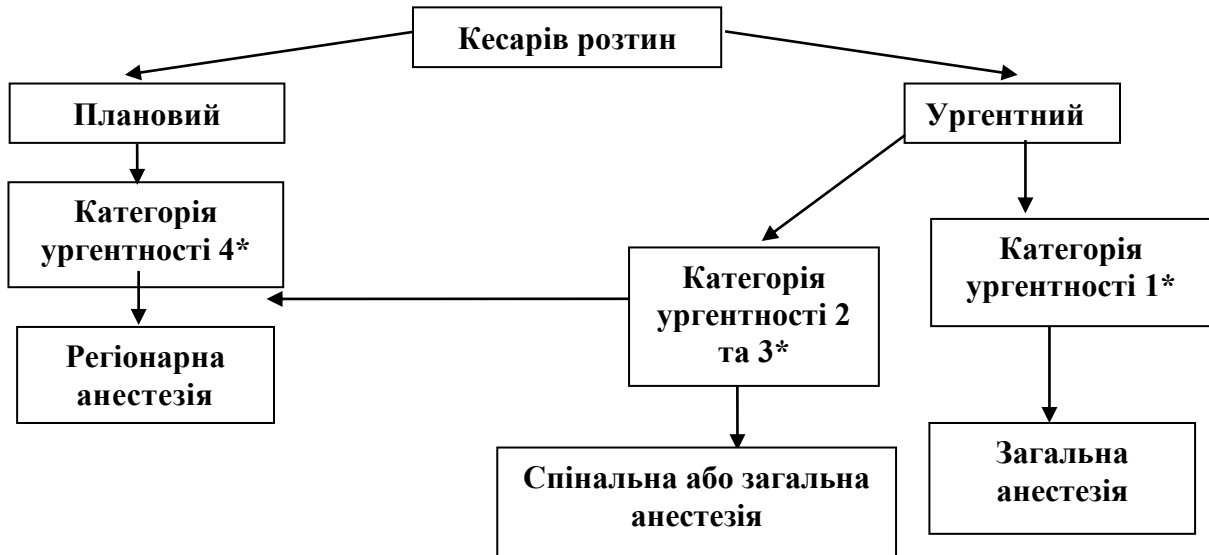 Кесарів розтин
Плановий
Ургентний
Категорія
ургентності 4*
Категорія
ургентності 2
та 3*
Категорія
ургентності 1*
Регіонарна
анестезія
Спінальна або загальна
анестезія
Загальна
анестезія